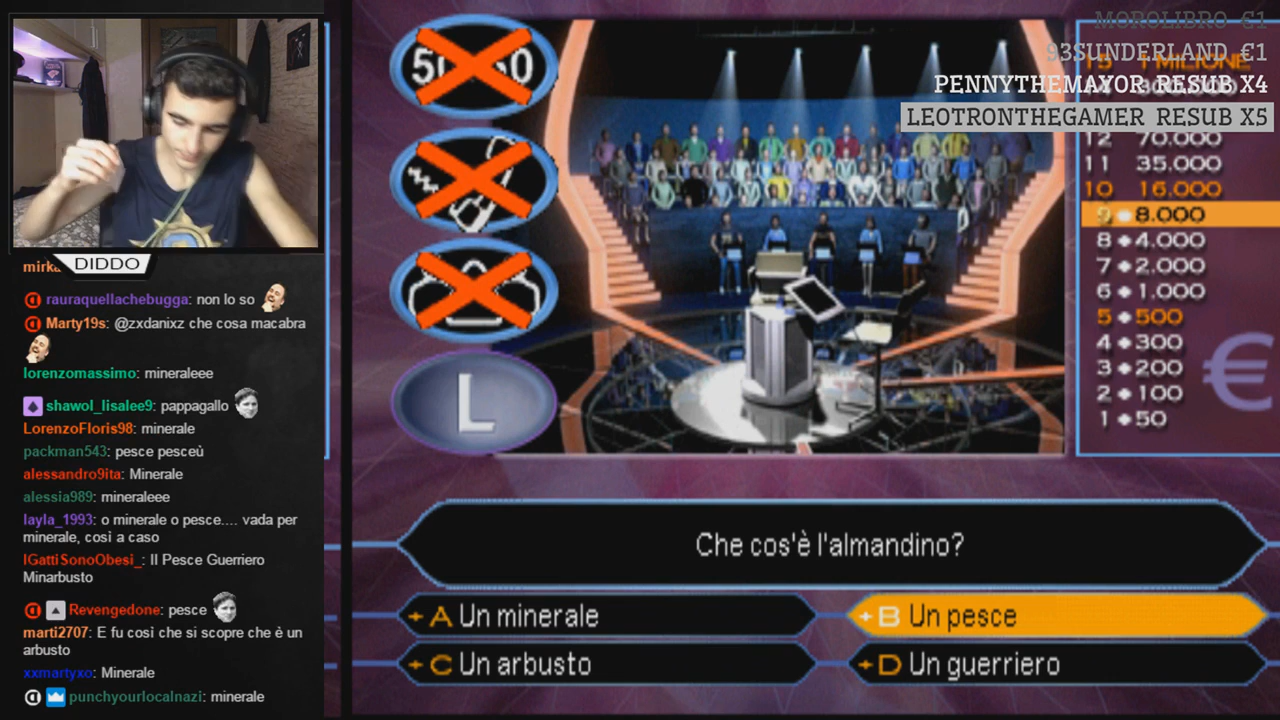 MOROLIBRO €1
93SUNDERLAND €1
PENNYTHEMAYOR RESUB X4
LEOTRONTHEGAMER RESUB X5
DIDDO
rauraquellachebugga: non lo so
Marty19s: @zxdanixz che cosa macabra
lorenzomassimo: mineraleee
shawol_lisalee9: pappagallo
LorenzoFloris98: minerale
packman543: pesce pesceù
alessandro9ita: Minerale
alessia989: mineraleee
layla_1993: o minerale o pesce.... vada per
minerale, così a caso
IGattiSonoObesi_: Il Pesce Guerriero
Minarbusto
Revengedone: pesce
marti2707: E fu così che si scopre che è un
arbusto
xxmartyxo: Minerale
punchyourlocalnazi: minerale
L
15 1 MILIONE
12 70.000
11 35.000
10 16.000
9 8.000
8 4.000
7 2.000
6 1.000
5 500
4 300
3 200
2 100
1 50
€
Che cos'è l'almandino?
A Un minerale
B Un pesce
C Un arbusto
D Un guerriero